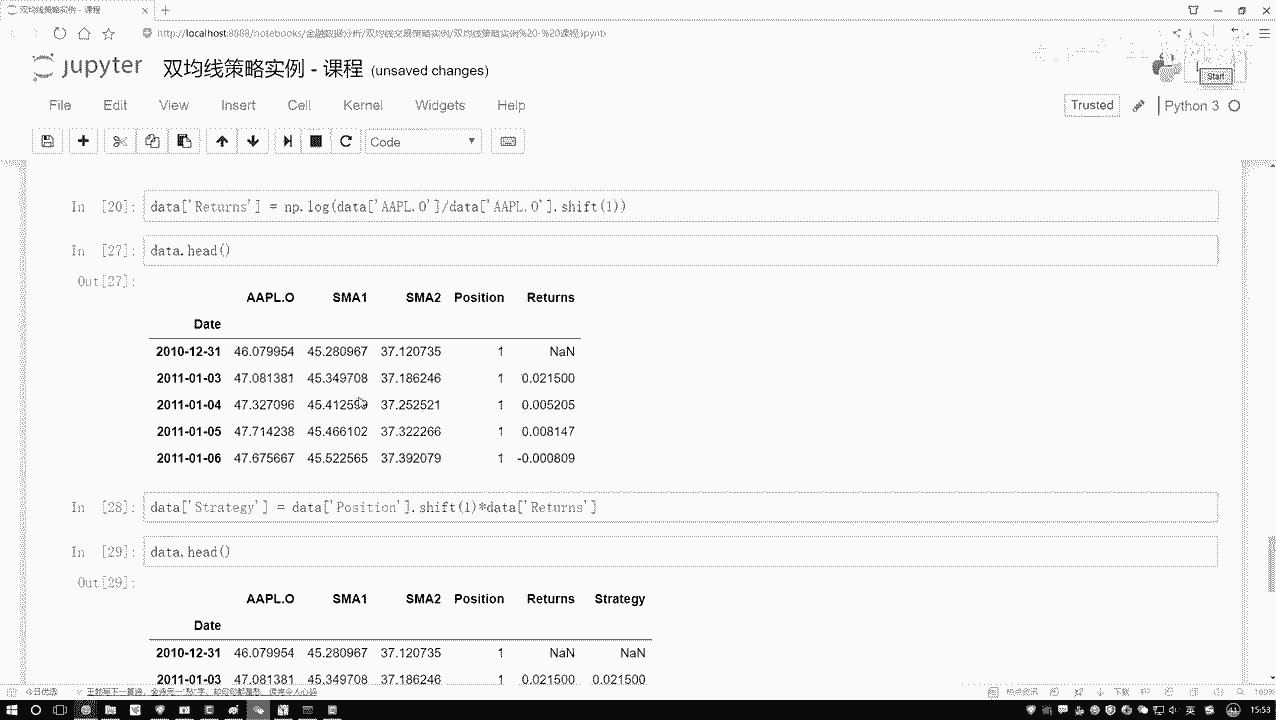 双均线策略实例 - 课程
http://localhost:8888/notebooks/金融数据分析/双均线交易策略实例/双均线策略实例%20-%20课程.ipynb
jupyter 双均线策略实例 - 课程 (unsaved changes)
Start
File Edit View Insert Cell Kernel Widgets Help
Trusted Python 3
Code
In [20]: data['Returns'] = np.log(data['AAPL.O']/data['AAPL.O'].shift(1))
In [27]: data.head()
Out[27]:
AAPL.O SMA1 SMA2 Position Returns
Date
2010-12-31 46.079954 45.280967 37.120735 1 NaN
2011-01-03 47.081381 45.349708 37.186246 1 0.021500
2011-01-04 47.327096 45.4125 37.252521 1 0.005205
2011-01-05 47.714238 45.466102 37.322266 1 0.008147
2011-01-06 47.675667 45.522565 37.392079 1 -0.000809
In [28]: data['Strategy'] = data['Position'].shift(1)*data['Returns']
In [29]: data.head()
Out[29]:
AAPL.O SMA1 SMA2 Position Returns Strategy
Date
2010-12-31 46.079954 45.280967 37.120735 1 NaN NaN
2011-01-03 47.081381 45.349708 37.186246 1 0.021500 0.021500
今日优选
热点资讯 下载 160%
英 15:53